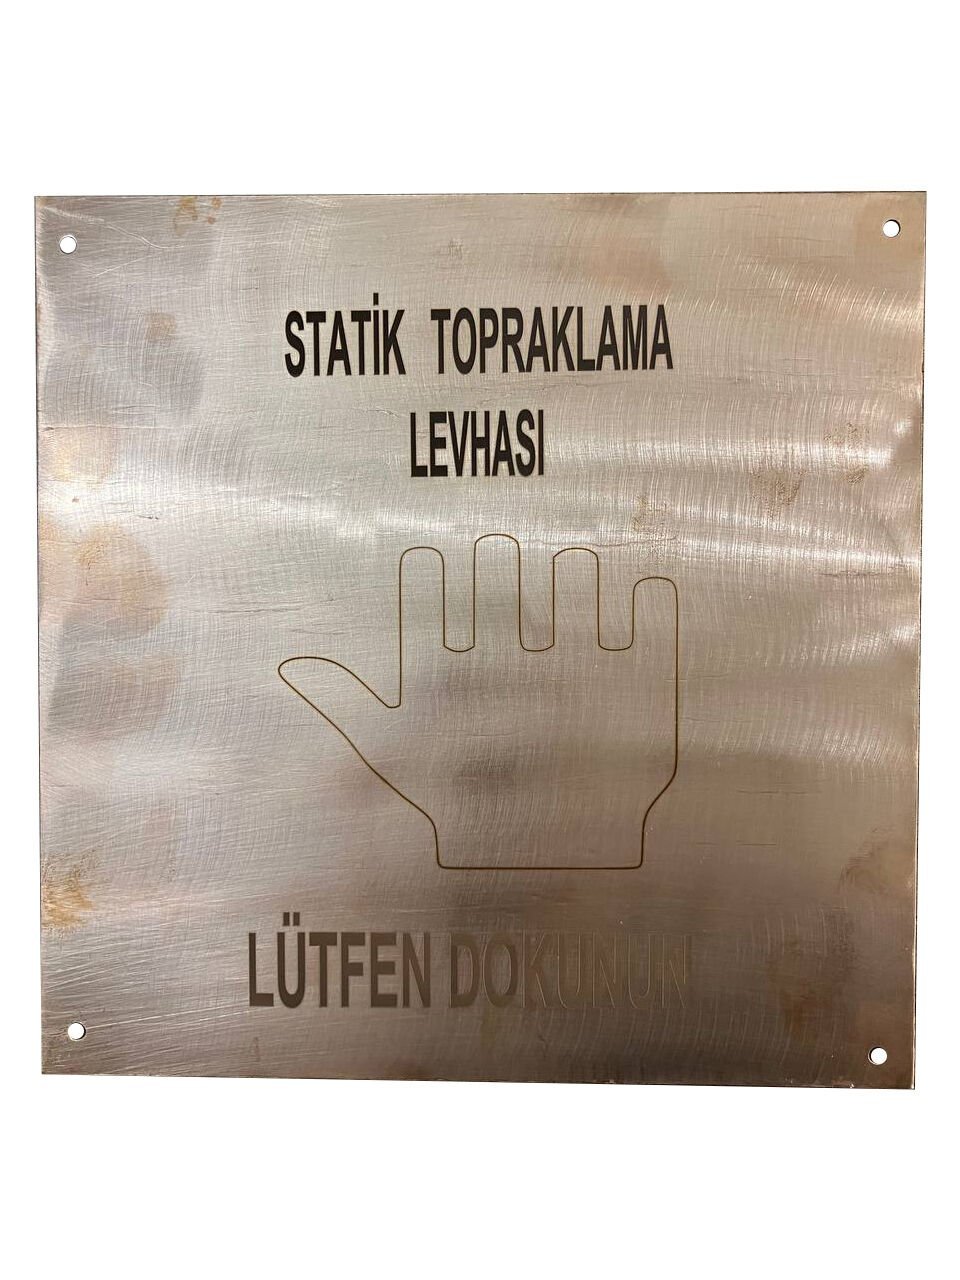 STATİK TOPRAKLAMA
LEVHASI
LÜTFEN DOKUNUN